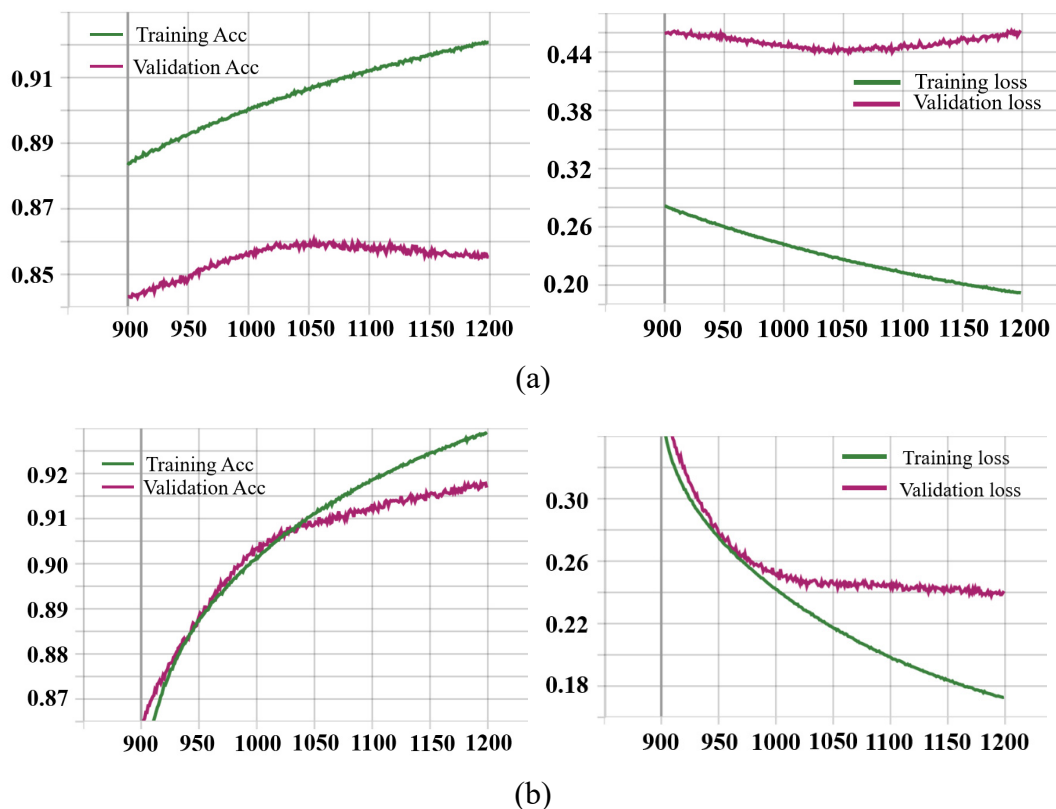 Training Acc
Validation Acc
0.91
0.89
0.87
0.85
900 950 1000 1050 1100 1150 1200
0.44
0.38
0.32
0.26
0.20
Training loss
Validation loss
900 950 1000 1050 1100 1150 1200
(a)
Training Acc
Validation Acc
0.92
0.91
0.90
0.89
0.88
0.87
900 950 1000 1050 1100 1150 1200
Training loss
Validation loss
0.30
0.26
0.22
0.18
900 950 1000 1050 1100 1150 1200
(b)